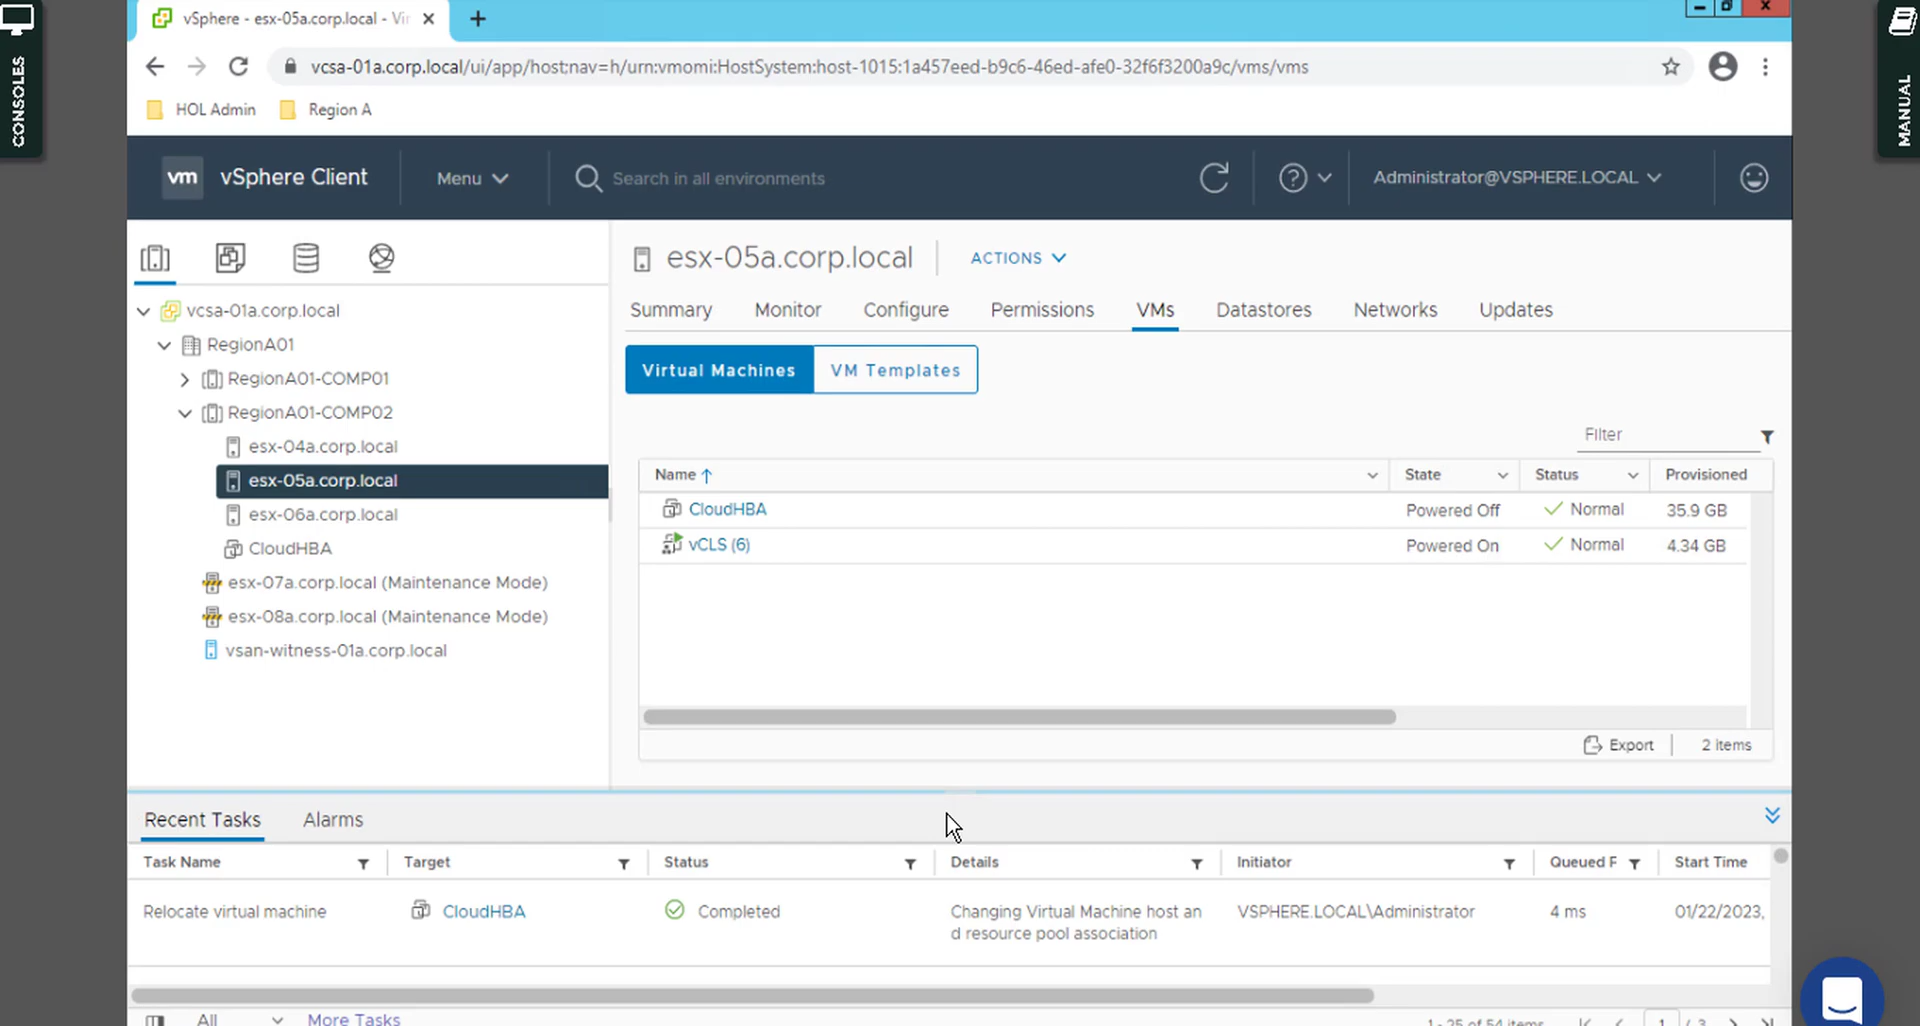 CONSOLES
MANUAL
vSphere - esx-05a.corp.local - Vir
vcsa-01a.corp.local/ui/app/host:nav=h/urn:vmomi:HostSystem:host-1015:1a457eed-b9c6-46ed-afe0-32f6f3200a9c/vms/vms
HOL Admin Region A
vm vSphere Client Menu Search in all environments Administrator@VSPHERE.LOCAL
vcsa-01a.corp.local
RegionA01
RegionA01-COMP01
RegionA01-COMP02
esx-04a.corp.local
esx-05a.corp.local
esx-06a.corp.local
CloudHBA
esx-07a.corp.local (Maintenance Mode)
esx-08a.corp.local (Maintenance Mode)
vsan-witness-01a.corp.local
esx-05a.corp.local ACTIONS
Summary Monitor Configure Permissions VMs Datastores Networks Updates
Virtual Machines VM Templates
Filter
Name State Status Provisioned
CloudHBA Powered Off Normal 35.9 GB
vCLS (6) Powered On Normal 4.34 GB
Export 2 items
Recent Tasks Alarms
Task Name Target Status Details Initiator Queued F Start Time
Relocate virtual machine CloudHBA Completed Changing Virtual Machine host an VSPHERE.LOCAL\Administrator 4 ms 01/22/2023,
d resource pool association
All More Tasks 1 - 25 of 54 items 1 / 3